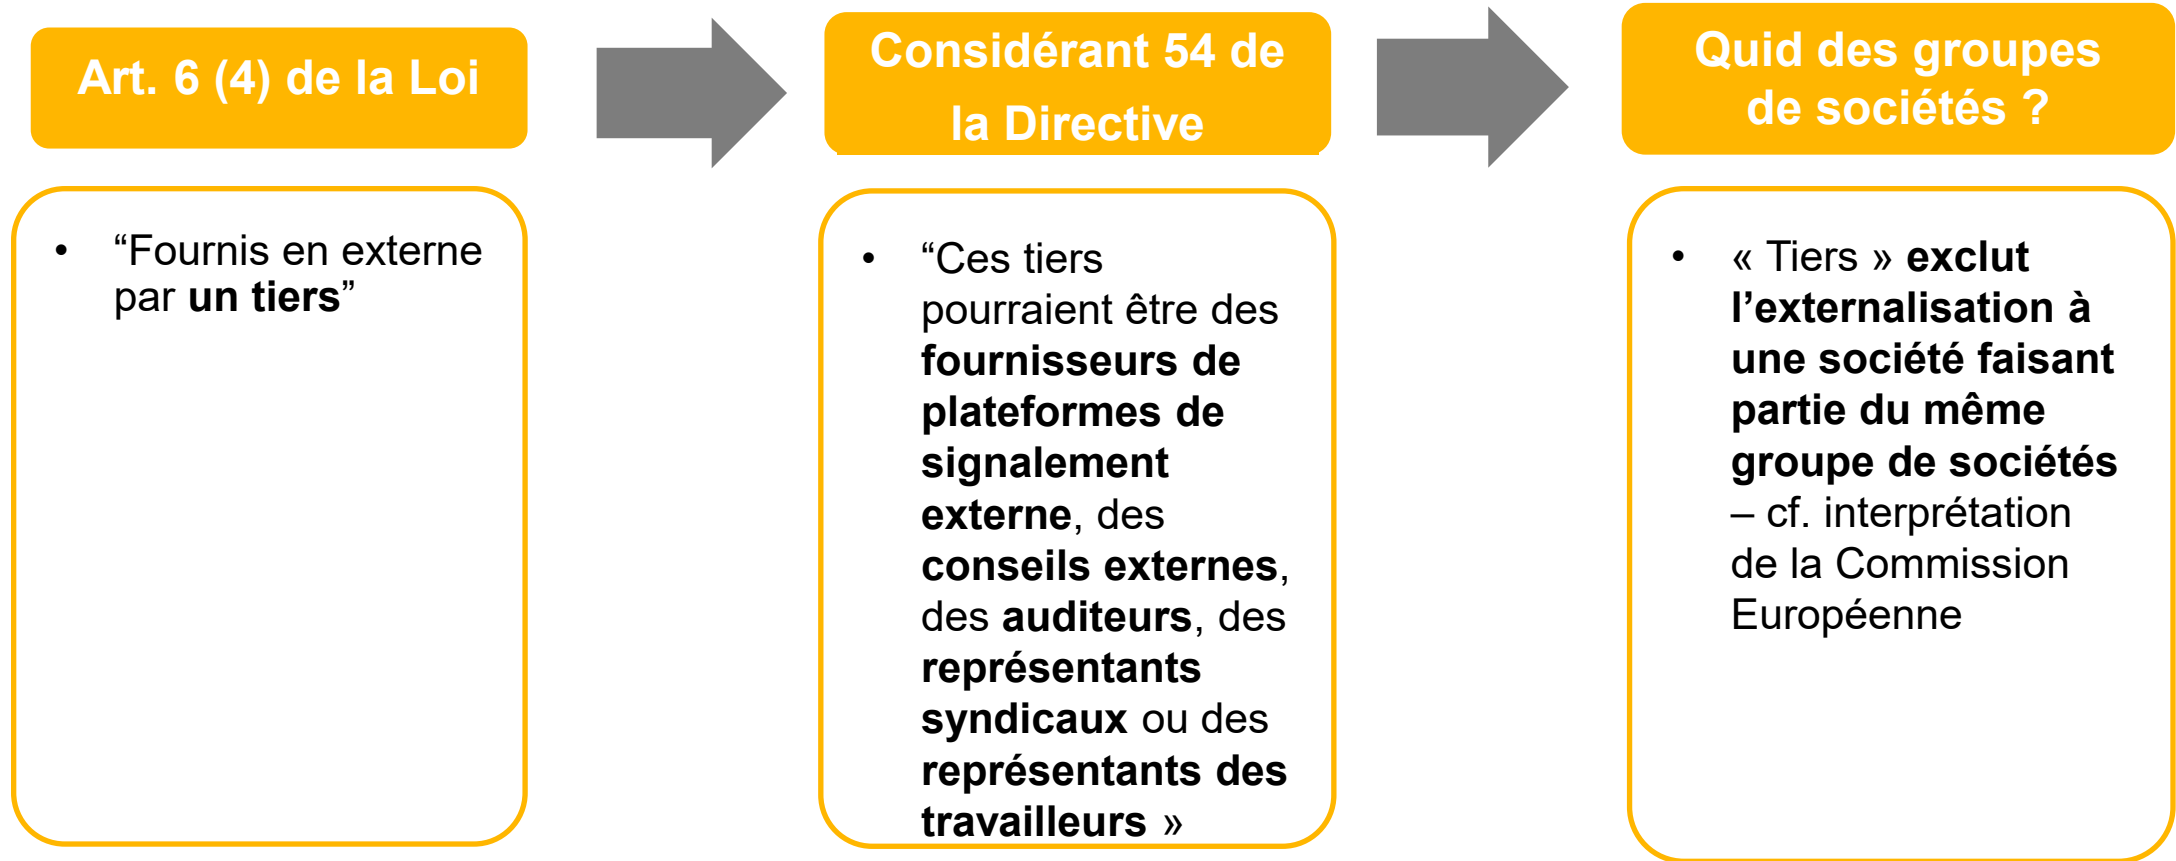 Art. 6 (4) de la Loi
• “Fournis en externe
par un tiers”
Considérant 54 de
la Directive
• “Ces tiers
pourraient être des
fournisseurs de
plateformes de
signalement
externe, des
conseils externes,
des auditeurs, des
représentants
syndicaux ou des
représentants des
travailleurs »
Quid des groupes
de sociétés ?
• « Tiers » exclut
l’externalisation à
une société faisant
partie du même
groupe de sociétés
– cf. interprétation
de la Commission
Européenne